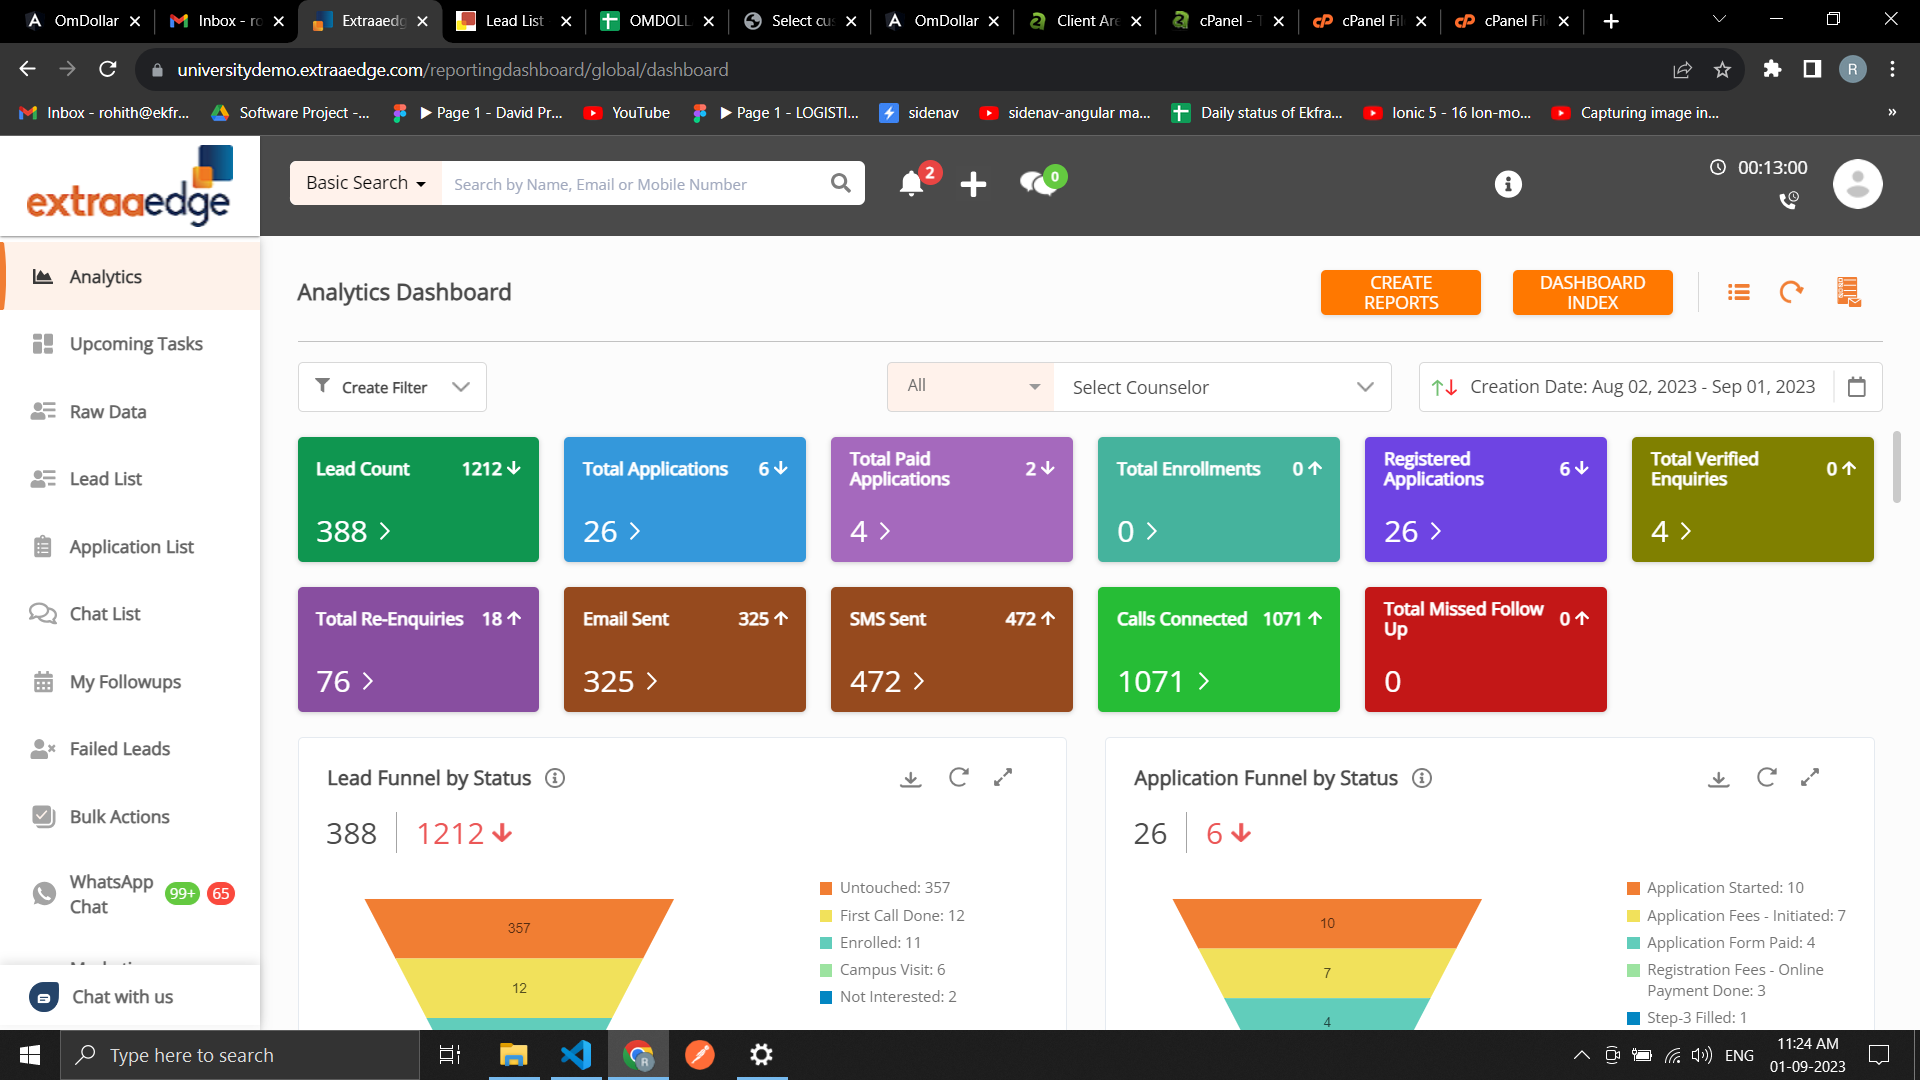 OmDollar
Inbox - ro
Extraaedg
Lead List
OMDOLL
Select cu
OmDollar
Client Are
cPanel - T
cPanel Fil
cPanel Fil
universitydemo.extraaedge.com/reportingdashboard/global/dashboard
R
Inbox - rohith@ekfr...
Software Project -...
Page 1 - David Pr...
YouTube
Page 1 - LOGISTI...
sidenav
sidenav-angular ma...
Daily status of Ekfra...
Ionic 5 - 16 Ion-mo...
Capturing image in...
»
extraaedge
Basic Search
Search by Name, Email or Mobile Number
2
0
00:13:00
Analytics
Upcoming Tasks
Raw Data
Lead List
Application List
Chat List
My Followups
Failed Leads
Bulk Actions
WhatsApp
Chat
99+
65
Chat with us
Analytics Dashboard
CREATE
REPORTS
DASHBOARD
INDEX
Create Filter
All
Select Counselor
Creation Date: Aug 02, 2023 - Sep 01, 2023
Lead Count 1212
388
Total Applications 6
26
Total Paid
Applications
2
4
Total Enrollments 0
0
Registered
Applications
6
26
Total Verified
Enquiries
0
4
Total Re-Enquiries 18
76
Email Sent 325
325
SMS Sent 472
472
Calls Connected 1071
1071
Total Missed Follow
Up
0
0
Lead Funnel by Status
388
1212
357
12
Untouched: 357
First Call Done: 12
Enrolled: 11
Campus Visit: 6
Not Interested: 2
Application Funnel by Status
26
6
10
7
4
Application Started: 10
Application Fees - Initiated: 7
Application Form Paid: 4
Registration Fees - Online
Payment Done: 3
Step-3 Filled: 1
Type here to search
R
ENG
11:24 AM
01-09-2023